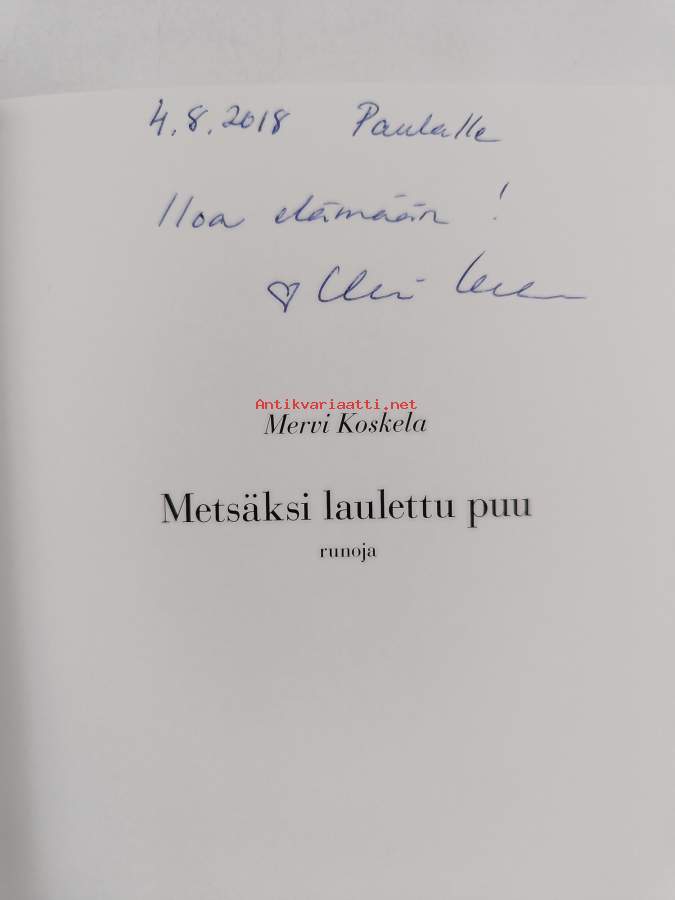 4.8.2018 Paulalle
Iloa elämään!
Antikvariaatti.net
Mervi Koskela
Metsäksi laulettu puu
runoja